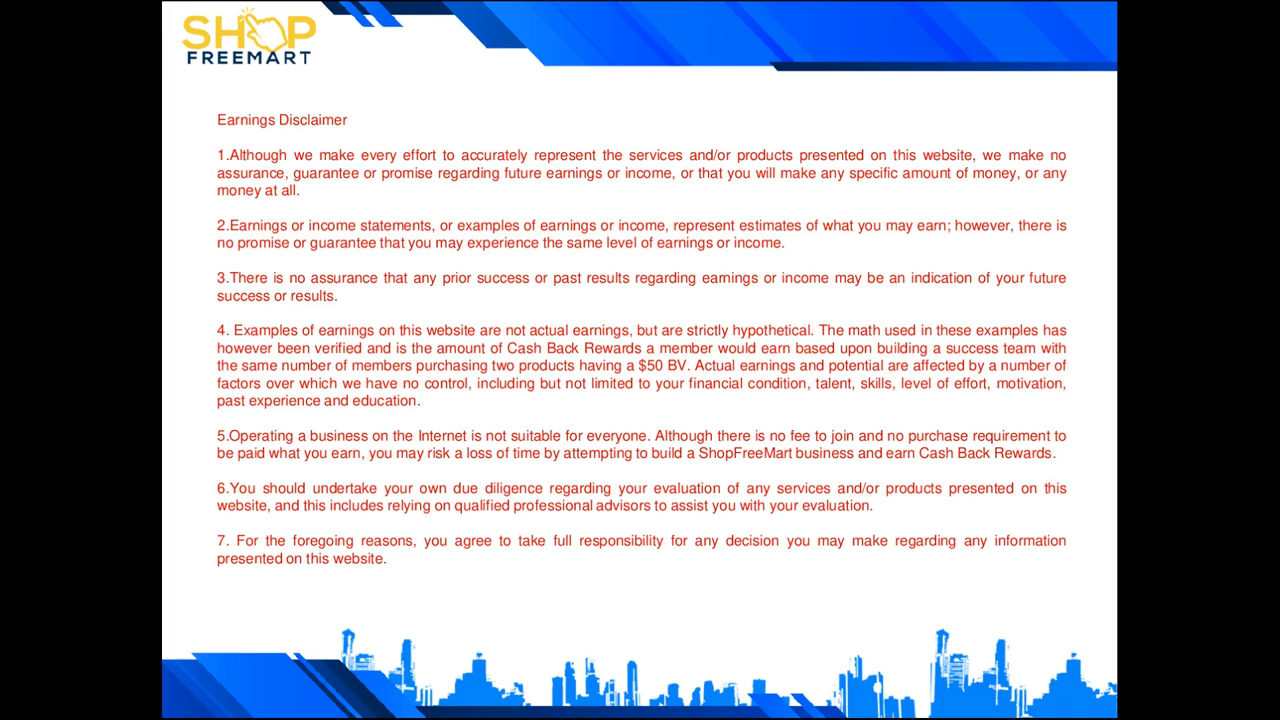 SHOP
FREEMART
Earnings Disclaimer
1.Although we make every effort to accurately represent the services and/or products presented on this website, we make no
assurance, guarantee or promise regarding future earnings or income, or that you will make any specific amount of money, or any
money at all.
2.Earnings or income statements, or examples of earnings or income, represent estimates of what you may earn; however, there is
no promise or guarantee that you may experience the same level of earnings or income.
3.There is no assurance that any prior success or past results regarding earnings or income may be an indication of your future
success or results.
4. Examples of earnings on this website are not actual earnings, but are strictly hypothetical. The math used in these examples has
however been verified and is the amount of Cash Back Rewards a member would earn based upon building a success team with
the same number of members purchasing two products having a $50 BV. Actual earnings and potential are affected by a number of
factors over which we have no control, including but not limited to your financial condition, talent, skills, level of effort, motivation,
past experience and education.
5.Operating a business on the Internet is not suitable for everyone. Although there is no fee to join and no purchase requirement to
be paid what you earn, you may risk a loss of time by attempting to build a ShopFreeMart business and earn Cash Back Rewards.
6.You should undertake your own due diligence regarding your evaluation of any services and/or products presented on this
website, and this includes relying on qualified professional advisors to assist you with your evaluation.
7. For the foregoing reasons, you agree to take full responsibility for any decision you may make regarding any information
presented on this website.